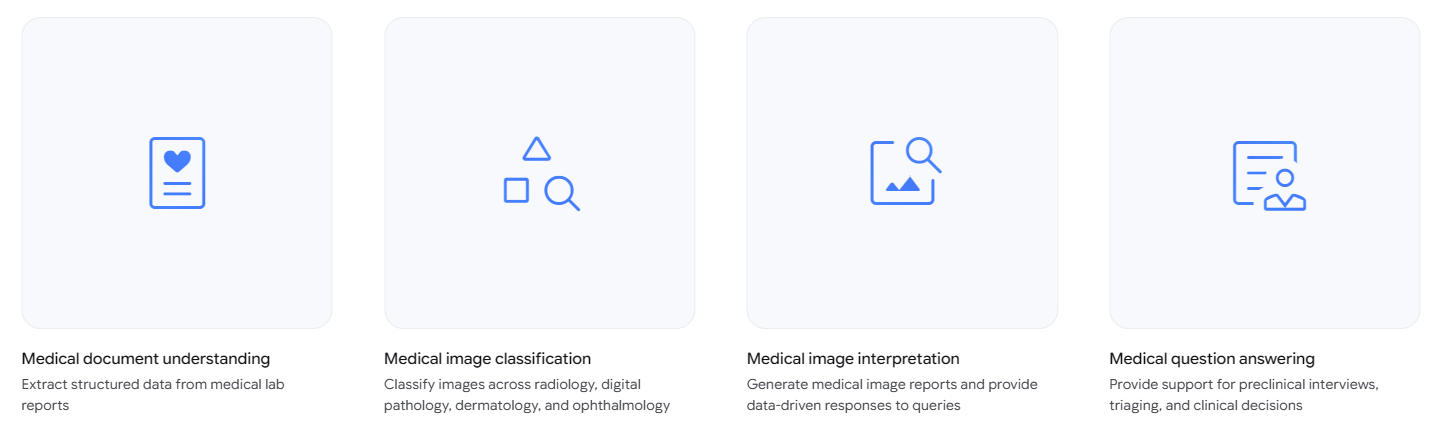 Medical document understanding
Extract structured data from medical lab
reports
Medical image classification
Classify images across radiology, digital
pathology, dermatology, and ophthalmology
Medical image interpretation
Generate medical image reports and provide
data-driven responses to queries
Medical question answering
Provide support for preclinical interviews,
triaging, and clinical decisions